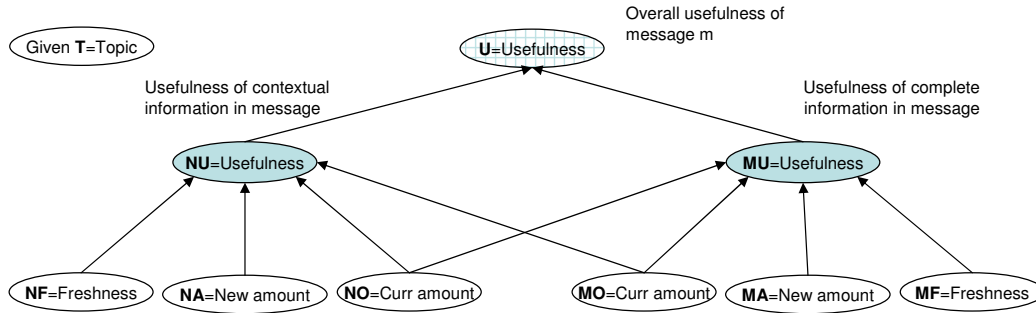 Overall usefulness of
message m
Given T=Topic
U=Usefulness
Usefulness of contextual
information in message
Usefulness of complete
information in message
NU=Usefulness
MU=Usefulness
NF=Freshness
NA=New amount
NO=Curr amount
MO=Curr amount
MA=New amount
MF=Freshness